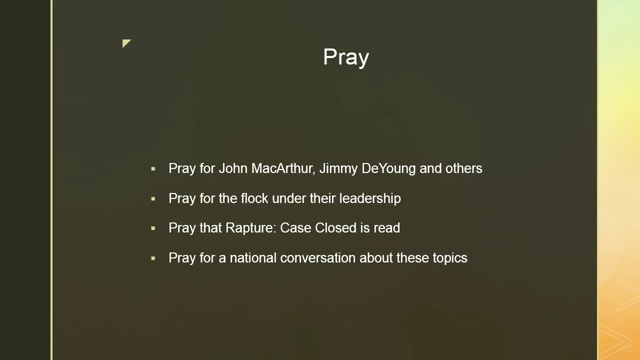 Pray
Pray for John MacArthur, Jimmy DeYoung and others
Pray for the flock under their leadership
Pray that Rapture: Case Closed is read
Pray for a national conversation about these topics